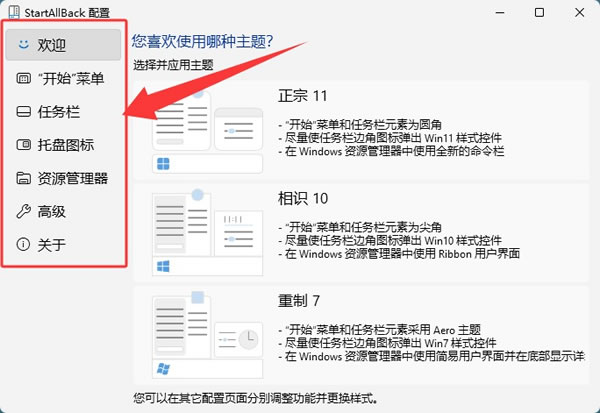 StartAllBack 配置
欢迎
“开始”菜单
任务栏
托盘图标
资源管理器
高级
关于
您喜欢使用哪种主题？
选择并应用主题
正宗 11
- “开始”菜单和任务栏元素为圆角
- 尽量使任务栏边角图标弹出 Win11 样式控件
- 在 Windows 资源管理器中使用全新的命令栏
相识 10
- “开始”菜单和任务栏元素为尖角
- 尽量使任务栏边角图标弹出 Win10 样式控件
- 在 Windows 资源管理器中使用 Ribbon 用户界面
重制 7
- “开始”菜单和任务栏元素采用 Aero 主题
- 尽量使任务栏边角图标弹出 Win7 样式控件
- 在 Windows 资源管理器中使用简易用户界面并在底部显示详
您可以在其它配置页面分别调整功能并更换样式。